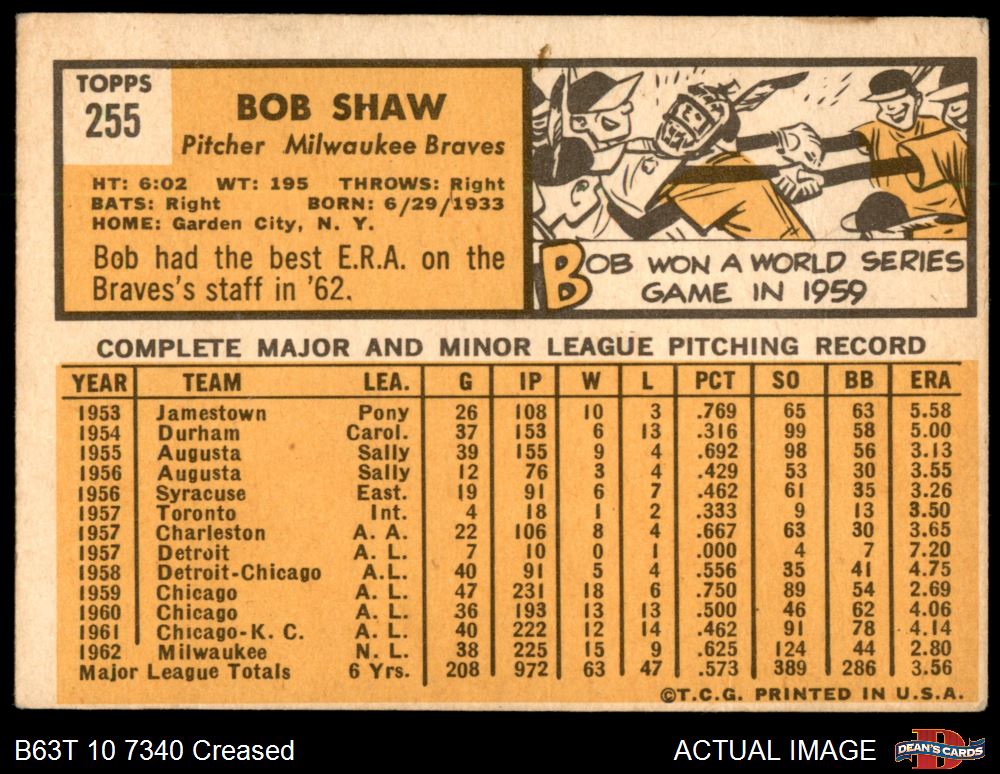 TOPPS
255
BOB SHAW
Pitcher Milwaukee Braves
HT: 6:02 WT: 195 THROWS: Right
BATS: Right BORN: 6/29/1933
HOME: Garden City, N. Y.
Bob had the best E.R.A. on the
Braves's staff in '62.
BOB WON A WORLD SERIES
GAME IN 1959
COMPLETE MAJOR AND MINOR LEAGUE PITCHING RECORD
YEAR TEAM LEA. G IP W L PCT SO BB ERA
1953 Jamestown Pony 26 108 10 3 .769 65 63 5.58
1954 Durham Carol. 37 153 6 13 .316 99 58 5.00
1955 Augusta Sally 39 155 9 4 .692 98 56 3.13
1956 Augusta Sally 12 76 3 4 .429 53 30 3.55
1956 Syracuse East. 19 91 6 7 .462 61 35 3.26
1957 Toronto Int. 4 18 1 2 .333 9 13 3.50
1957 Charleston A. A. 22 106 8 4 .667 63 30 3.65
1957 Detroit A. L. 7 10 0 1 .000 4 7 7.20
1958 Detroit-Chicago A.L. 40 91 5 4 .556 35 41 4.75
1959 Chicago A. L. 47 231 18 6 .750 89 54 2.69
1960 Chicago A. L. 36 193 13 13 .500 46 62 4.06
1961 Chicago-K. C. A. L. 40 222 12 14 .462 91 78 4.14
1962 Milwaukee N. L. 38 225 15 9 .625 124 44 2.80
Major League Totals 6 Yrs. 208 972 63 47 .573 389 286 3.56
©T.C.G. PRINTED IN U.S.A.
B63T 10 7340 Creased
ACTUAL IMAGE
DEAN'S CARDS